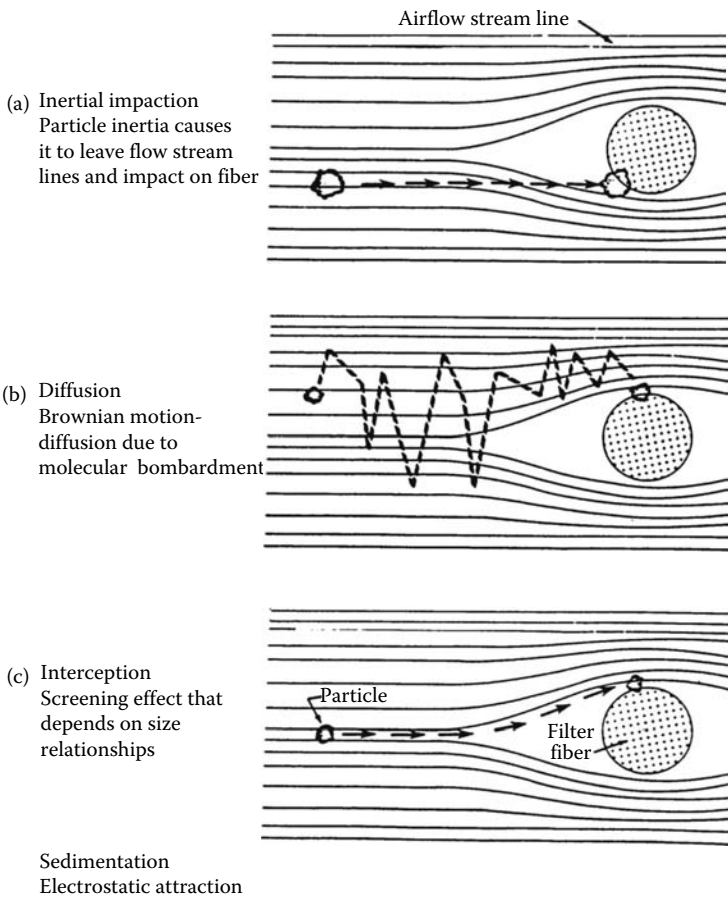 Airflow stream line
(a) Inertial impaction
Particle inertia causes
it to leave flow stream
lines and impact on fiber
(b) Diffusion
Brownian motion-
diffusion due to
molecular bombardment
(c) Interception
Screening effect that
depends on size
relationships
Particle
Filter
fiber
Sedimentation
Electrostatic attraction